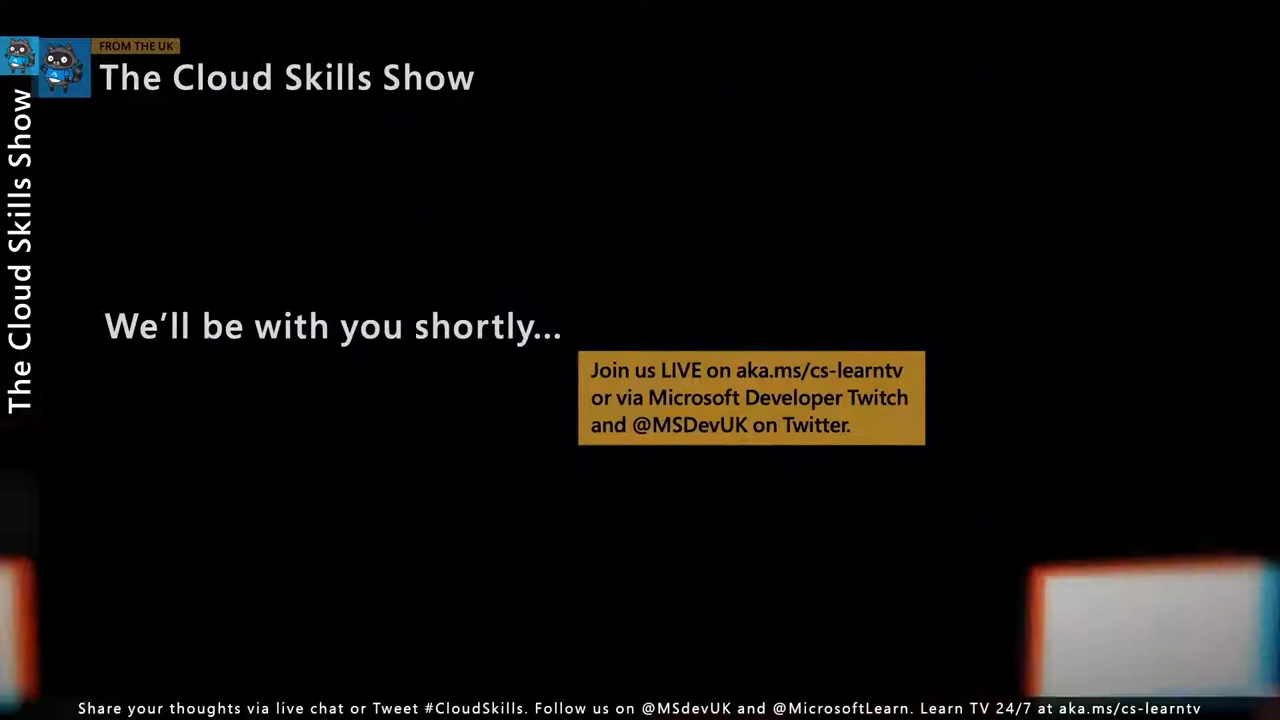 FROM THE UK
The Cloud Skills Show
The Cloud Skills Show
We’ll be with you shortly...
Join us LIVE on aka.ms/cs-learntv
or via Microsoft Developer Twitch
and @MSDevUK on Twitter.
Share your thoughts via live chat or Tweet #CloudSkills. Follow us on @MSdevUK and @MicrosoftLearn. Learn TV 24/7 at aka.ms/cs-learntv